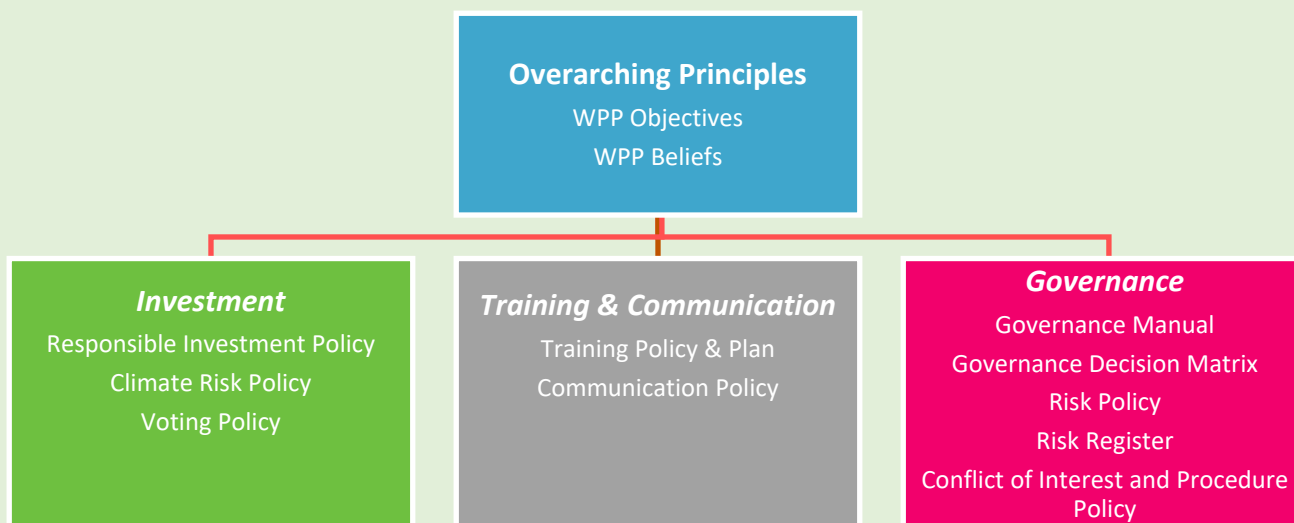 Overarching Principles
WPP Objectives
WPP Beliefs
Investment
Responsible Investment Policy
Climate Risk Policy
Voting Policy
Training & Communication
Training Policy & Plan
Communication Policy
Governance
Governance Manual
Governance Decision Matrix
Risk Policy
Risk Register
Conflict of Interest and Procedure
Policy